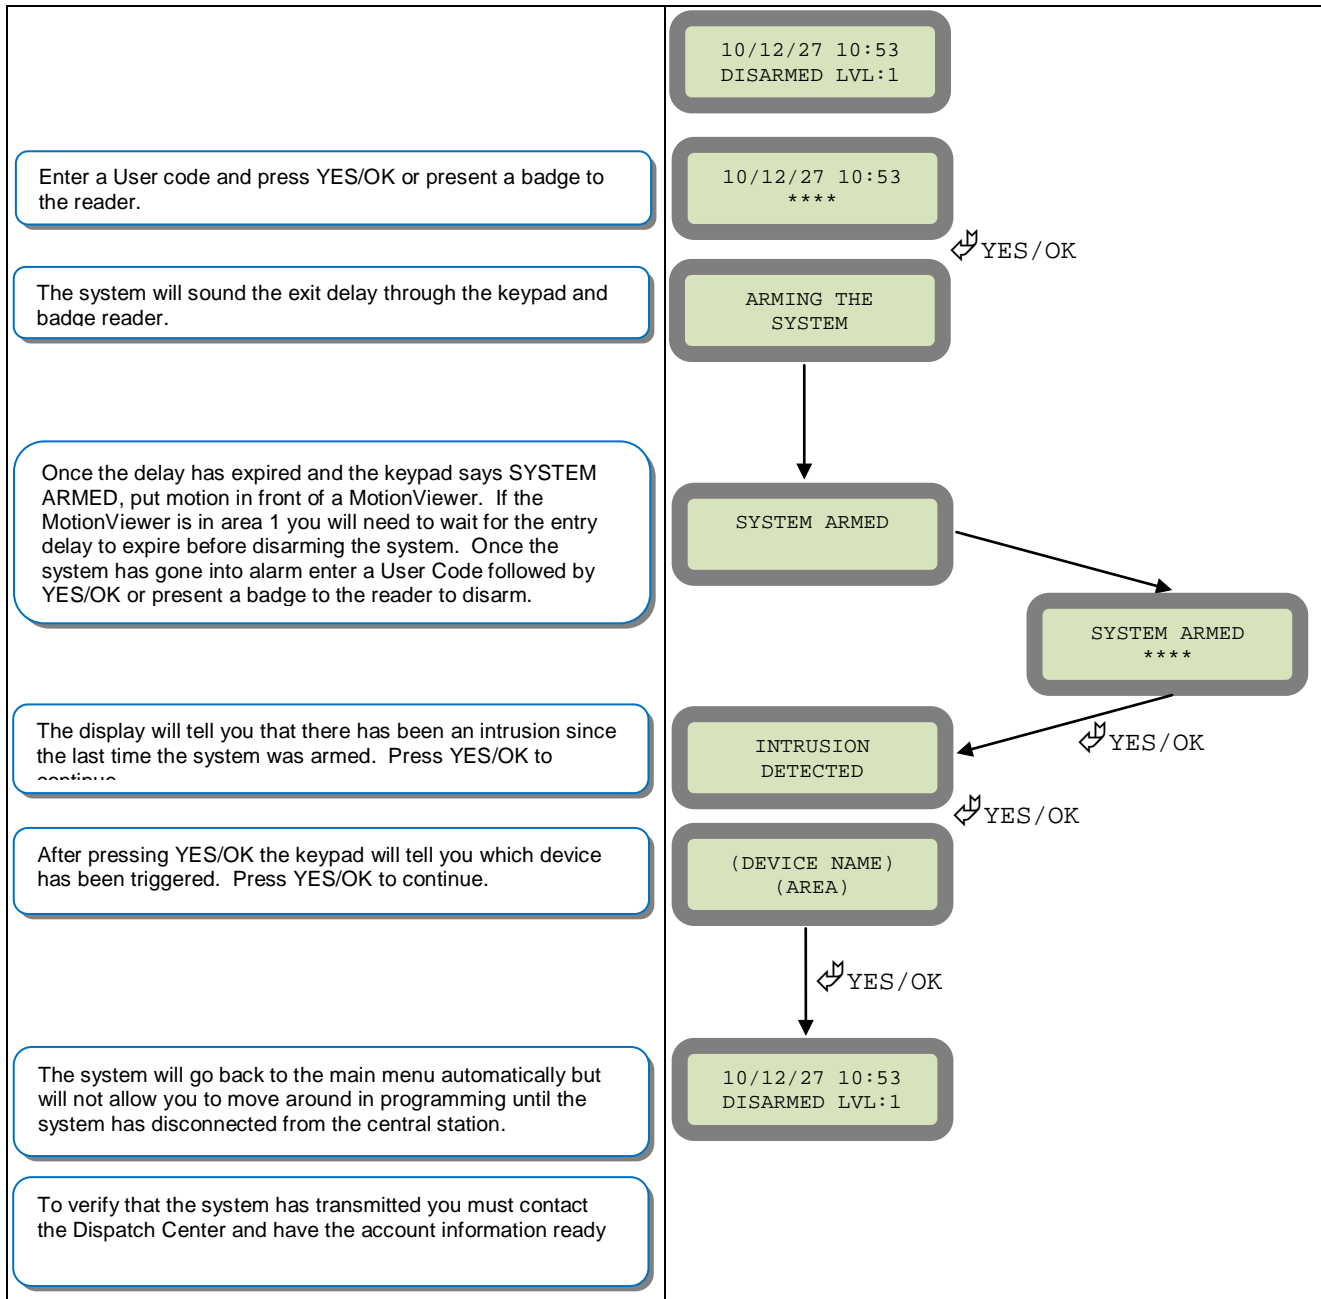 10/12/27 10:53
DISARMED LVL:1
Enter a User code and press YES/OK or present a badge to
the reader.
10/12/27 10:53
****
YES/OK
The system will sound the exit delay through the keypad and
badge reader.
ARMING THE
SYSTEM
Once the delay has expired and the keypad says SYSTEM
ARMED, put motion in front of a MotionViewer.  If the
MotionViewer is in area 1 you will need to wait for the entry
delay to expire before disarming the system.  Once the
system has gone into alarm enter a User Code followed by
YES/OK or present a badge to the reader to disarm.
SYSTEM ARMED
SYSTEM ARMED
****
YES/OK
The display will tell you that there has been an intrusion since
the last time the system was armed.  Press YES/OK to
continue
INTRUSION
DETECTED
YES/OK
After pressing YES/OK the keypad will tell you which device
has been triggered.  Press YES/OK to continue.
(DEVICE NAME)
(AREA)
YES/OK
The system will go back to the main menu automatically but
will not allow you to move around in programming until the
system has disconnected from the central station.
10/12/27 10:53
DISARMED LVL:1
To verify that the system has transmitted you must contact
the Dispatch Center and have the account information ready